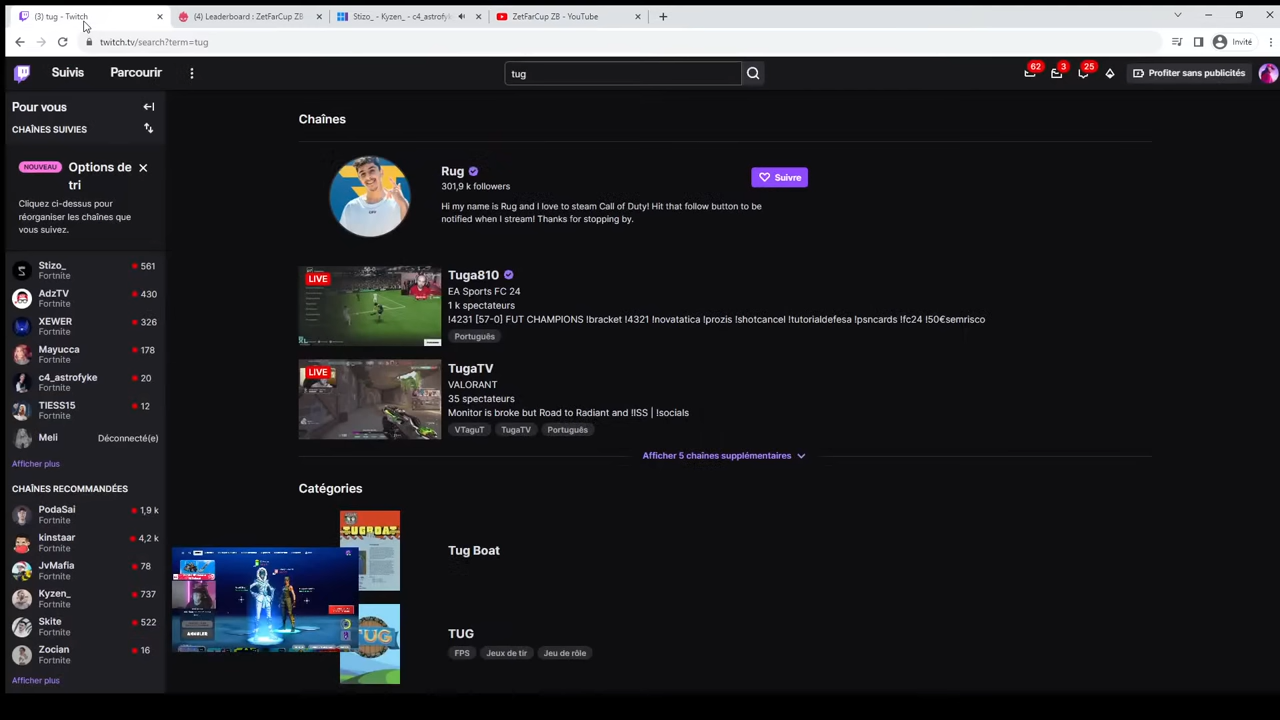 (3) tug - Twitch
(4) Leaderboard : ZetFarCup ZB
Stizo_ - Kyzen_ - c4_astrofyk
ZetFarCup ZB - YouTube
twitch.tv/search?term=tug
Invité
Suivis
Parcourir
tug
62
3
25
Profiter sans publicités
Pour vous
CHAÎNES SUIVIES
NOUVEAU
Options de tri
Cliquez ci-dessus pour
réorganiser les chaînes que
vous suivez.
Stizo_
561
Fortnite
AdzTV
430
Fortnite
XEWER
326
Fortnite
Mayucca
178
Fortnite
c4_astrofyke
20
Fortnite
TIESS15
12
Fortnite
Meli
Déconnecté(e)
Afficher plus
CHAÎNES RECOMMANDÉES
PodaSai
1,9 k
Fortnite
kinstaar
4,2 k
Fortnite
JvMafia
78
Fortnite
Kyzen_
737
Fortnite
Skite
522
Fortnite
Zocian
16
Fortnite
Afficher plus
Chaînes
Rug
301,9 k followers
Hi my name is Rug and I love to steam Call of Duty! Hit that follow button to be
notified when I stream! Thanks for stopping by.
Suivre
LIVE
Tuga810
EA Sports FC 24
1 k spectateurs
!4231 [57-0] FUT CHAMPIONS !bracket !4321 !novatatica !prozis !shotcancel !tutorialdefesa !psncards !fc24 !50€semrisco
Português
LIVE
TugaTV
VALORANT
35 spectateurs
Monitor is broke but Road to Radiant and !ISS | !socials
VTaguT
TugaTV
Português
Afficher 5 chaînes supplémentaires
Catégories
TUGBOAT
Tug Boat
TUG
TUG
FPS
Jeux de tir
Jeu de rôle